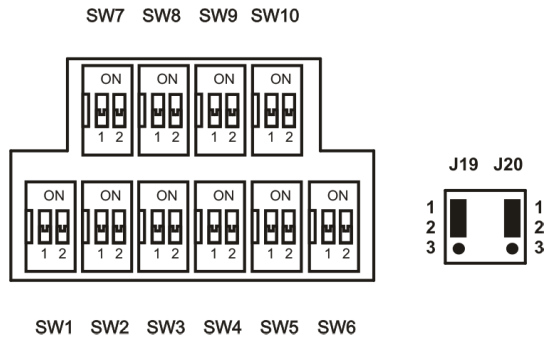 SW7 SW8 SW9 SW10
ON ON ON ON
1 2 1 2 1 2 1 2
J19 J20
ON ON ON ON ON ON
1 1
2 2
3 3
1 2 1 2 1 2 1 2 1 2 1 2
SW1 SW2 SW3 SW4 SW5 SW6